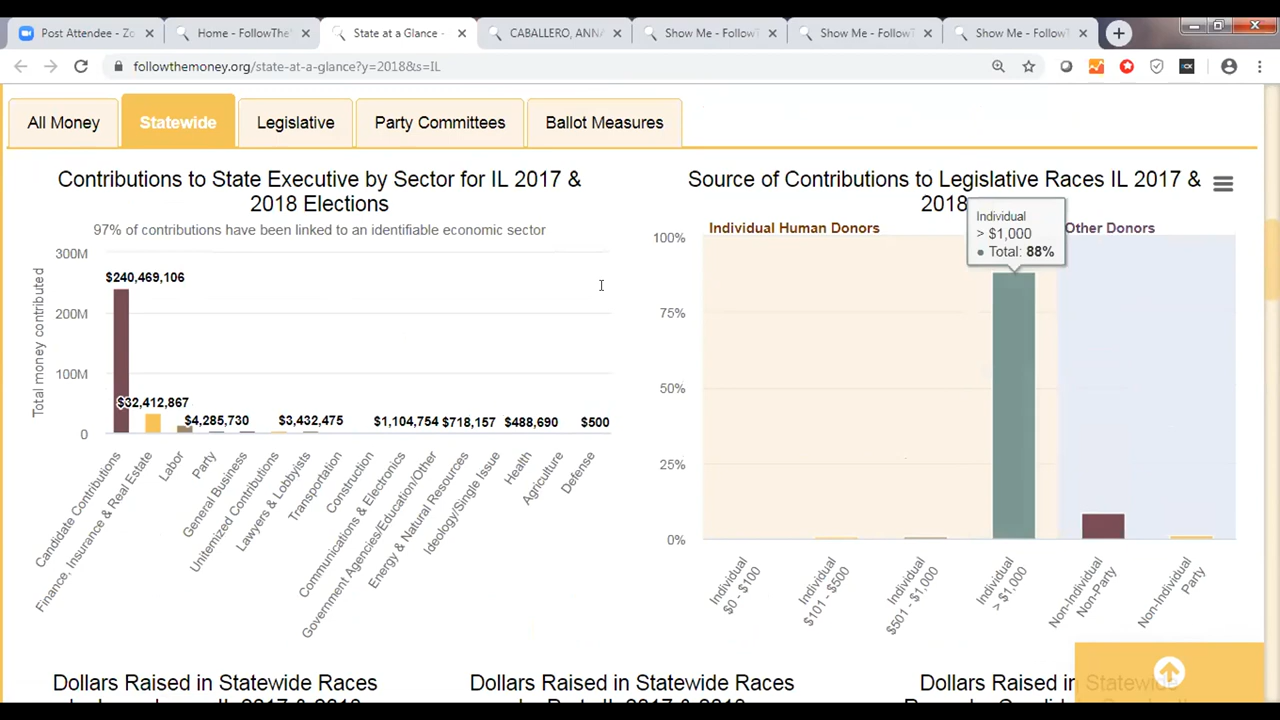 Post Attendee - Zo
Home - FollowThe
State at a Glance -
CABALLERO, ANNA
Show Me - FollowT
Show Me - FollowT
Show Me - FollowT
followthemoney.org/state-at-a-glance?y=2018&s=IL
All Money
Statewide
Legislative
Party Committees
Ballot Measures
Contributions to State Executive by Sector for IL 2017 &
2018 Elections
97% of contributions have been linked to an identifiable economic sector
Total money contributed
300M
200M
100M
0
$240,469,106
$32,412,867
$4,285,730
$3,432,475
$1,104,754
$718,157
$488,690
$500
Candidate Contributions
Finance, Insurance & Real Estate
Labor
Party
General Business
Unitemized Contributions
Lawyers & Lobbyists
Transportation
Construction
Communications & Electronics
Government Agencies/Education/Other
Energy & Natural Resources
Ideology/Single Issue
Health
Agriculture
Defense
Source of Contributions to Legislative Races IL 2017 &
2018
Individual
> $1,000
● Total: 88%
Individual Human Donors
Other Donors
100%
75%
50%
25%
0%
Individual
$0 - $100
Individual
$101 - $500
Individual
$501 - $1,000
Individual
> $1,000
Non-Individual
Non-Party
Non-Individual
Party
Dollars Raised in Statewide Races
Dollars Raised in Statewide Races
Dollars Raised in Statewide